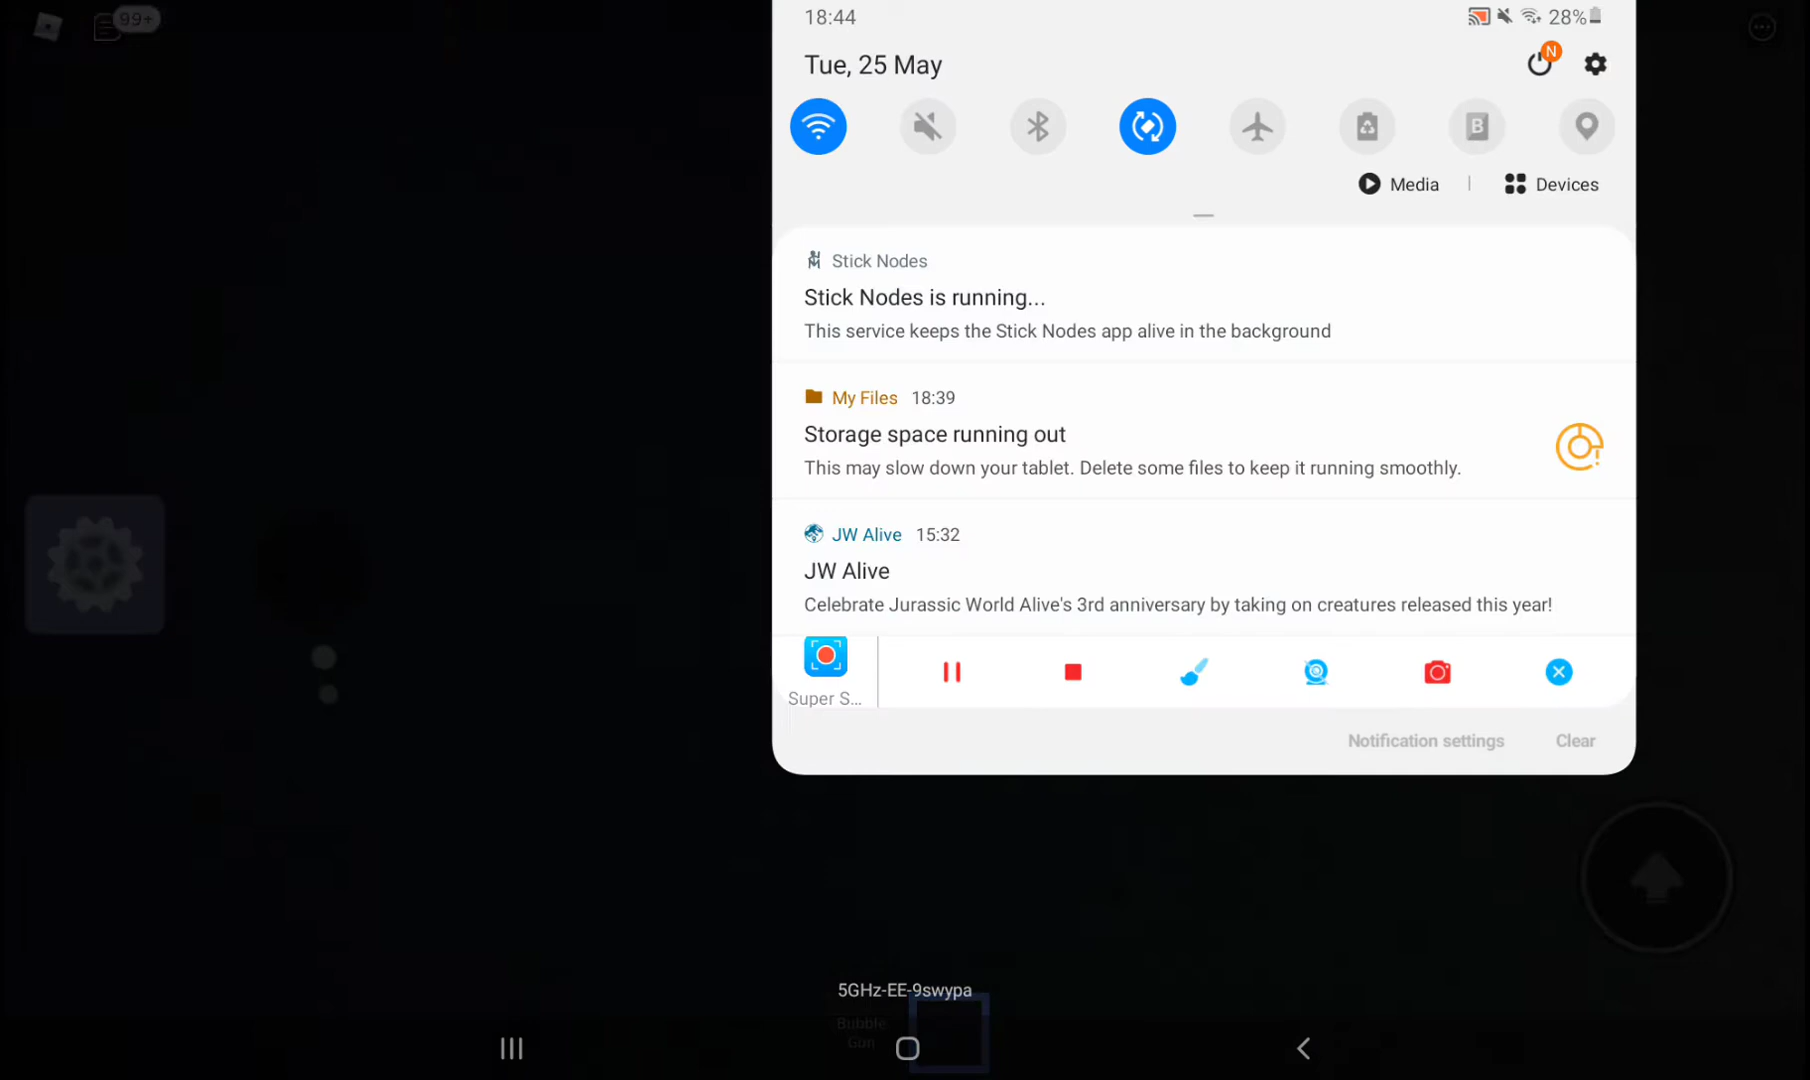 99+
18:44
28%
Tue, 25 May
N
B
Media
Devices
Stick Nodes
Stick Nodes is running...
This service keeps the Stick Nodes app alive in the background
My Files 18:39
Storage space running out
This may slow down your tablet. Delete some files to keep it running smoothly.
JW Alive 15:32
JW Alive
Celebrate Jurassic World Alive's 3rd anniversary by taking on creatures released this year!
Super S...
Notification settings
Clear
5GHz-EE-9swypa
Bubble
Gun